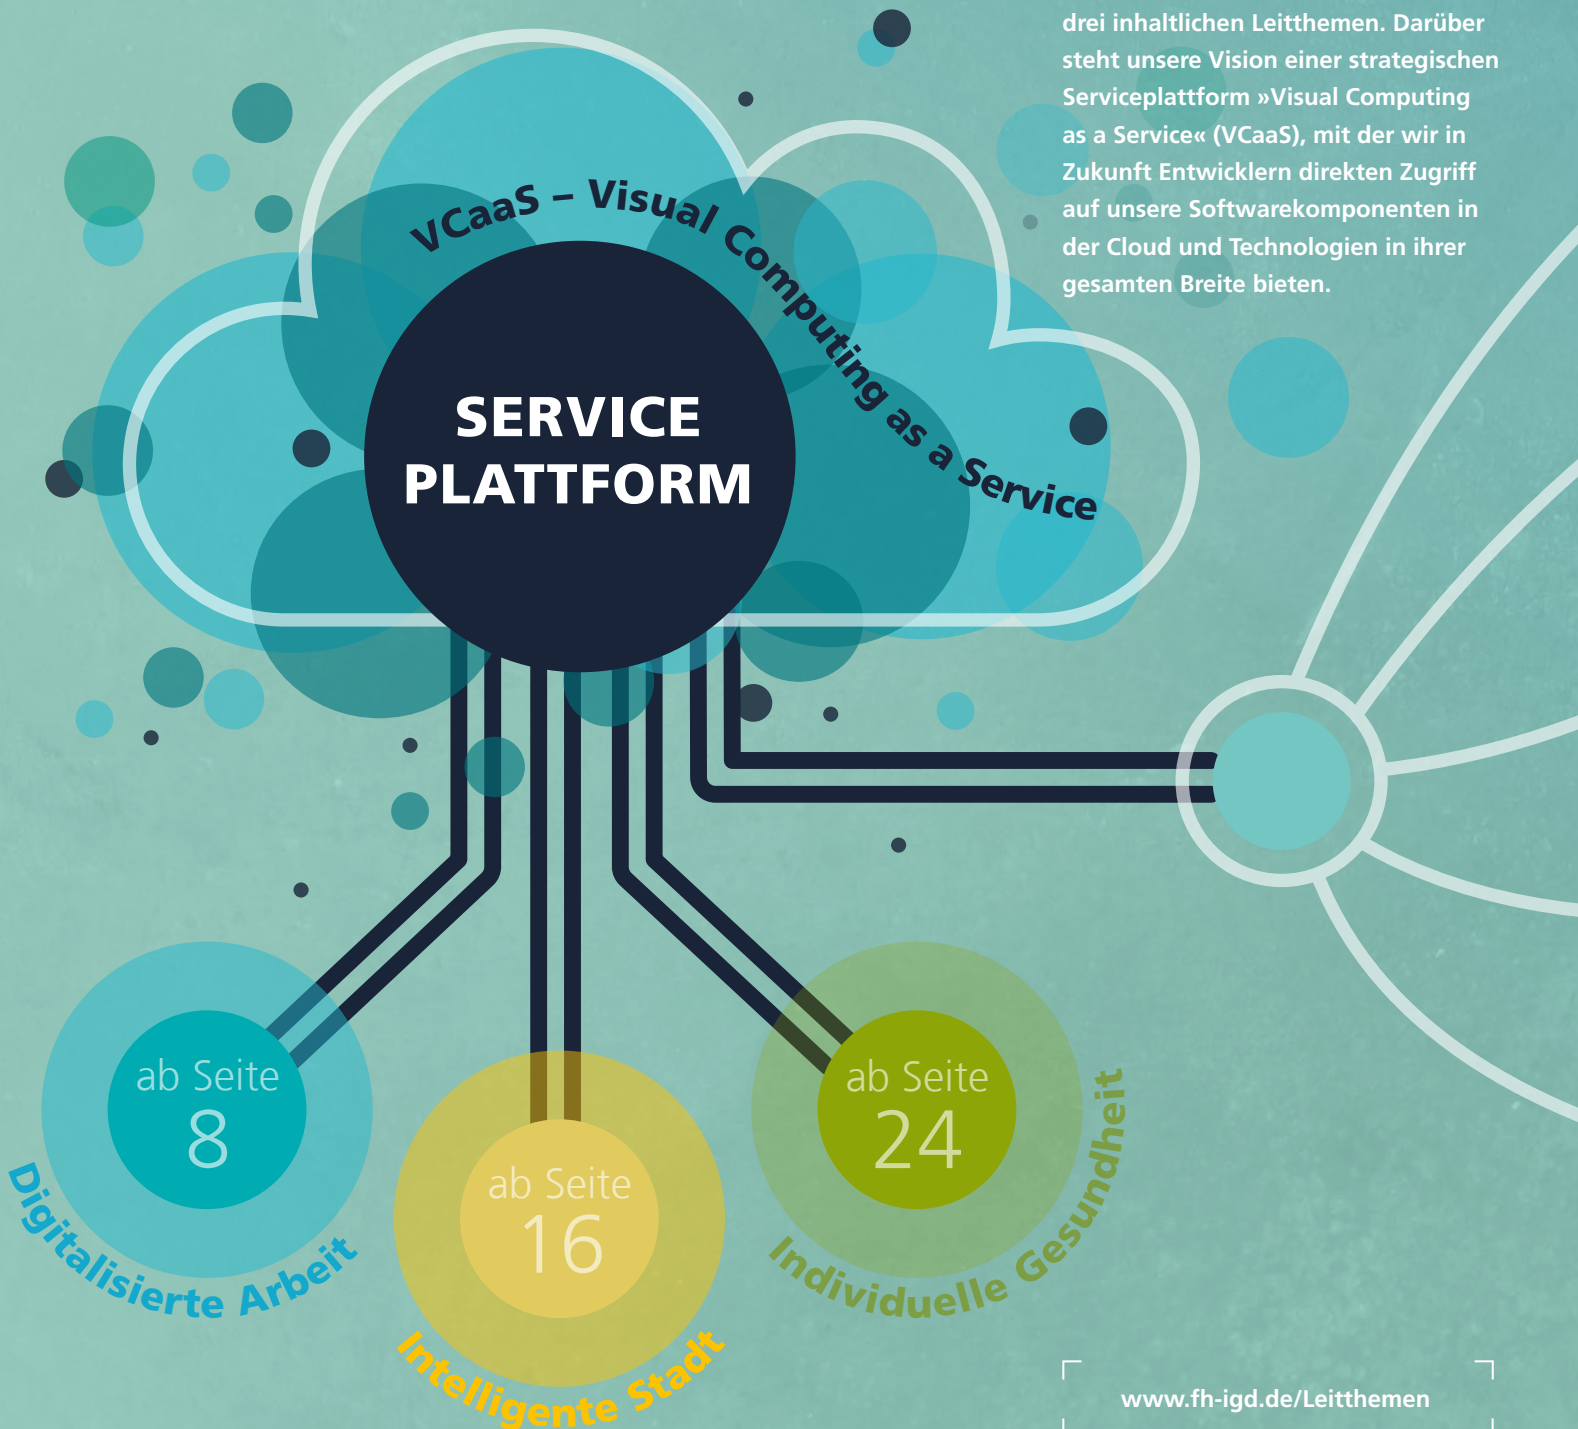 drei inhaltlichen Leitthemen. Darüber
steht unsere Vision einer strategischen
Serviceplattform »Visual Computing
as a Service« (VCaaS), mit der wir in
Zukunft Entwicklern direkten Zugriff
auf unsere Softwarekomponenten in
der Cloud und Technologien in ihrer
gesamten Breite bieten.
VCaaS – Visual Computing as a Service
SERVICE
PLATTFORM
ab Seite
8
Digitalisierte Arbeit
ab Seite
16
Intelligente Stadt
ab Seite
24
Individuelle Gesundheit
www.fh-igd.de/Leitthemen